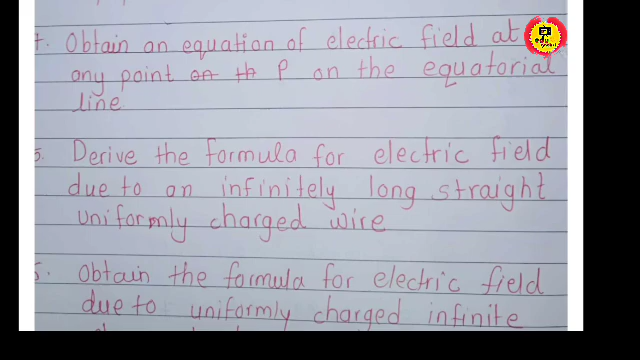 4. Obtain an equation of electric field at
any point on th P on the equatorial
line
5. Derive the formula for electric field
due to an infinitely long straight
uniformly charged wire
Obtain the formula for electric field
due to uniformly charged infinite
edu